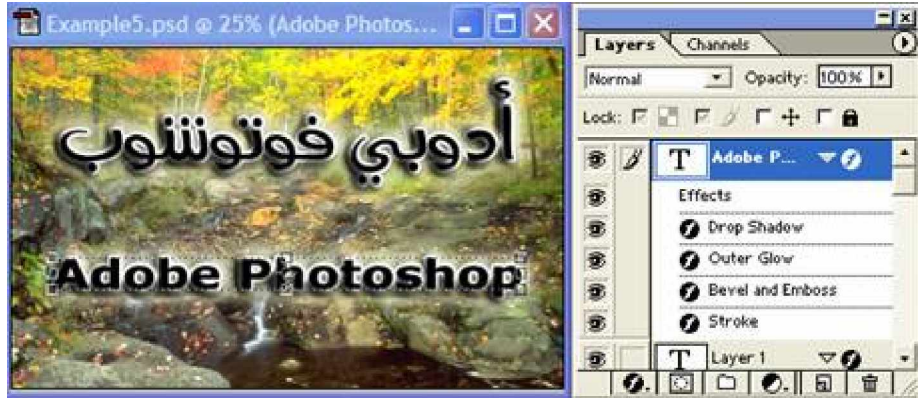 Example5.psd @ 25% (Adobe Photos...
أدوبي فوتوشوب
Adobe Photoshop
Layers
Channels
Normal
Opacity: 100%
Lock:
T Adobe P...
Effects
Drop Shadow
Outer Glow
Bevel and Emboss
Stroke
T Layer 1